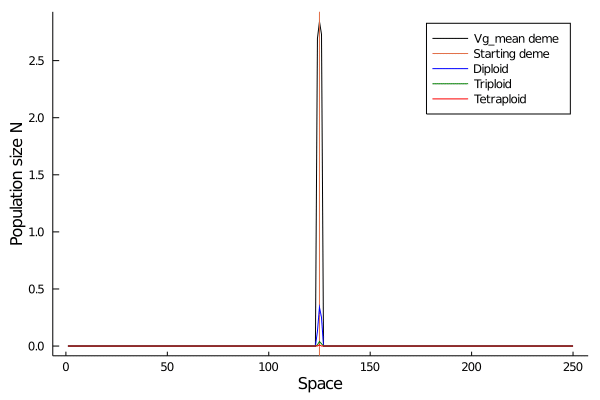 Population size N
2.5
2.0
1.5
1.0
0.5
0.0
Vg_mean deme
Starting deme
Diploid
Triploid
Tetraploid
0 50 100 150 200 250
Space